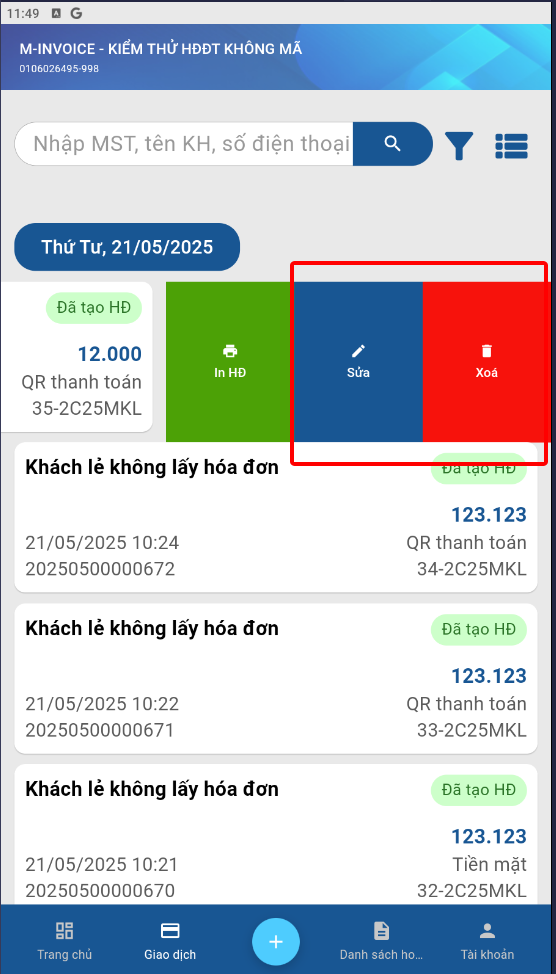 11:49 A G
M-INVOICE - KIỂM THỬ HĐĐT KHÔNG MÃ
0106026495-998
Nhập MST, tên KH, số điện thoại
Thứ Tư, 21/05/2025
Đã tạo HĐ
12.000
QR thanh toán
35-2C25MKL
In HĐ
Sửa
Xoá
Khách lẻ không lấy hóa đơn
Đã tạo HĐ
123.123
21/05/2025 10:24
QR thanh toán
20250500000672
34-2C25MKL
Khách lẻ không lấy hóa đơn
Đã tạo HĐ
123.123
21/05/2025 10:22
QR thanh toán
20250500000671
33-2C25MKL
Khách lẻ không lấy hóa đơn
Đã tạo HĐ
123.123
21/05/2025 10:21
Tiền mặt
20250500000670
32-2C25MKL
Trang chủ
Giao dịch
Danh sách ho...
Tài khoản